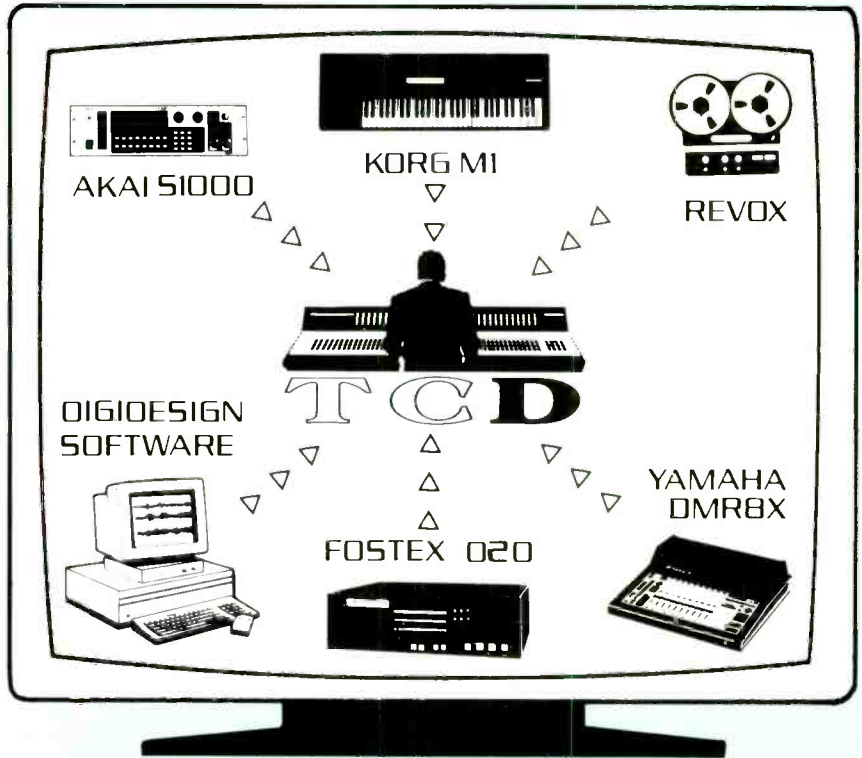 KORG M1
AKAI S1000
REVOX
TCD
DIGIDESIGN
SOFTWARE
YAMAHA
DMR8X
FOSTEX D20